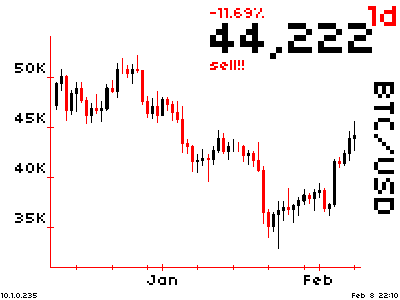 -11.69%
1d
44,222
sell!!
50K
45K
40K
35K
BTC/USD
Jan
Feb
10.1.0.235
Feb 8 22:10